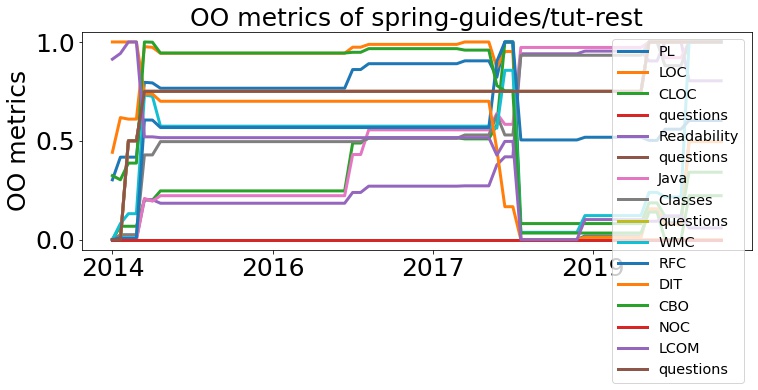 OO metrics of spring-guides/tut-rest
OO metrics
1.0
0.5
0.0
2014
2016
2017
2019
PL
LOC
CLOC
questions
Readability
questions
Java
Classes
questions
WMC
RFC
DIT
CBO
NOC
LCOM
questions